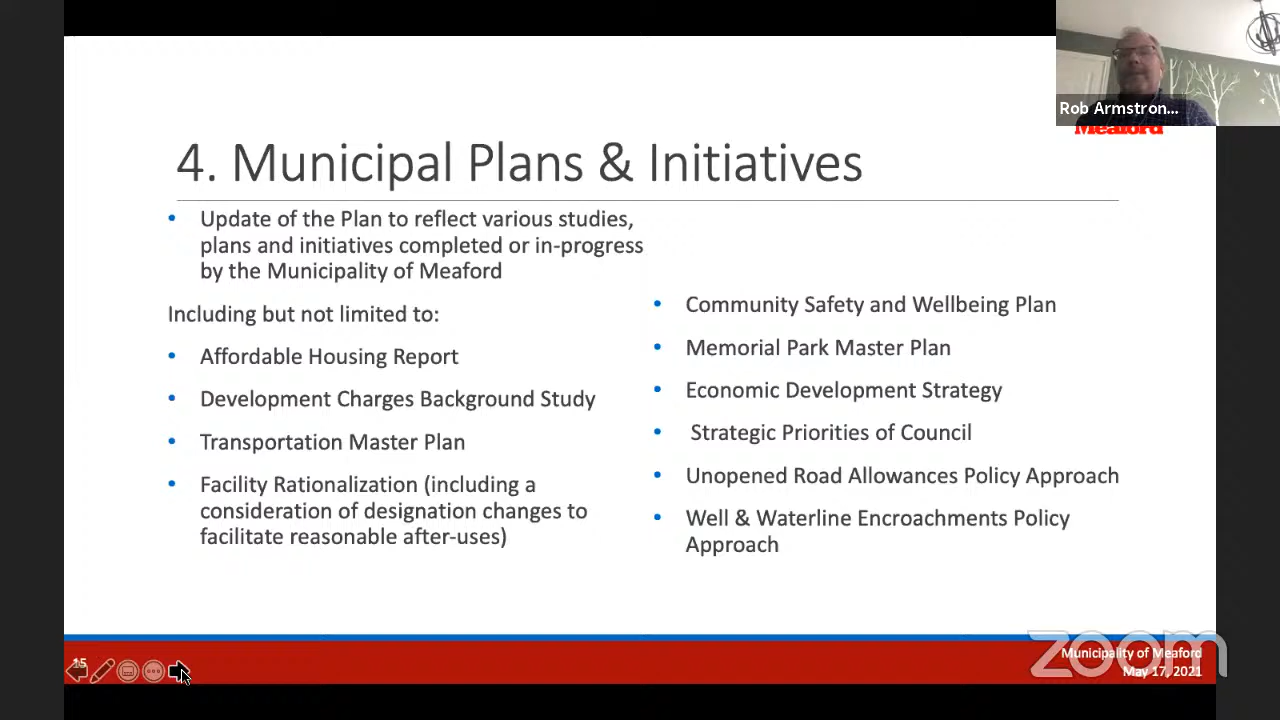 Rob Armstron...
Meaford
4. Municipal Plans & Initiatives
• Update of the Plan to reflect various studies,
plans and initiatives completed or in-progress
by the Municipality of Meaford
Including but not limited to:
• Affordable Housing Report
• Development Charges Background Study
• Transportation Master Plan
• Facility Rationalization (including a
consideration of designation changes to
facilitate reasonable after-uses)
• Community Safety and Wellbeing Plan
• Memorial Park Master Plan
• Economic Development Strategy
• Strategic Priorities of Council
• Unopened Road Allowances Policy Approach
• Well & Waterline Encroachments Policy
Approach
15
zoom
Municipality of Meaford
May 17, 2021